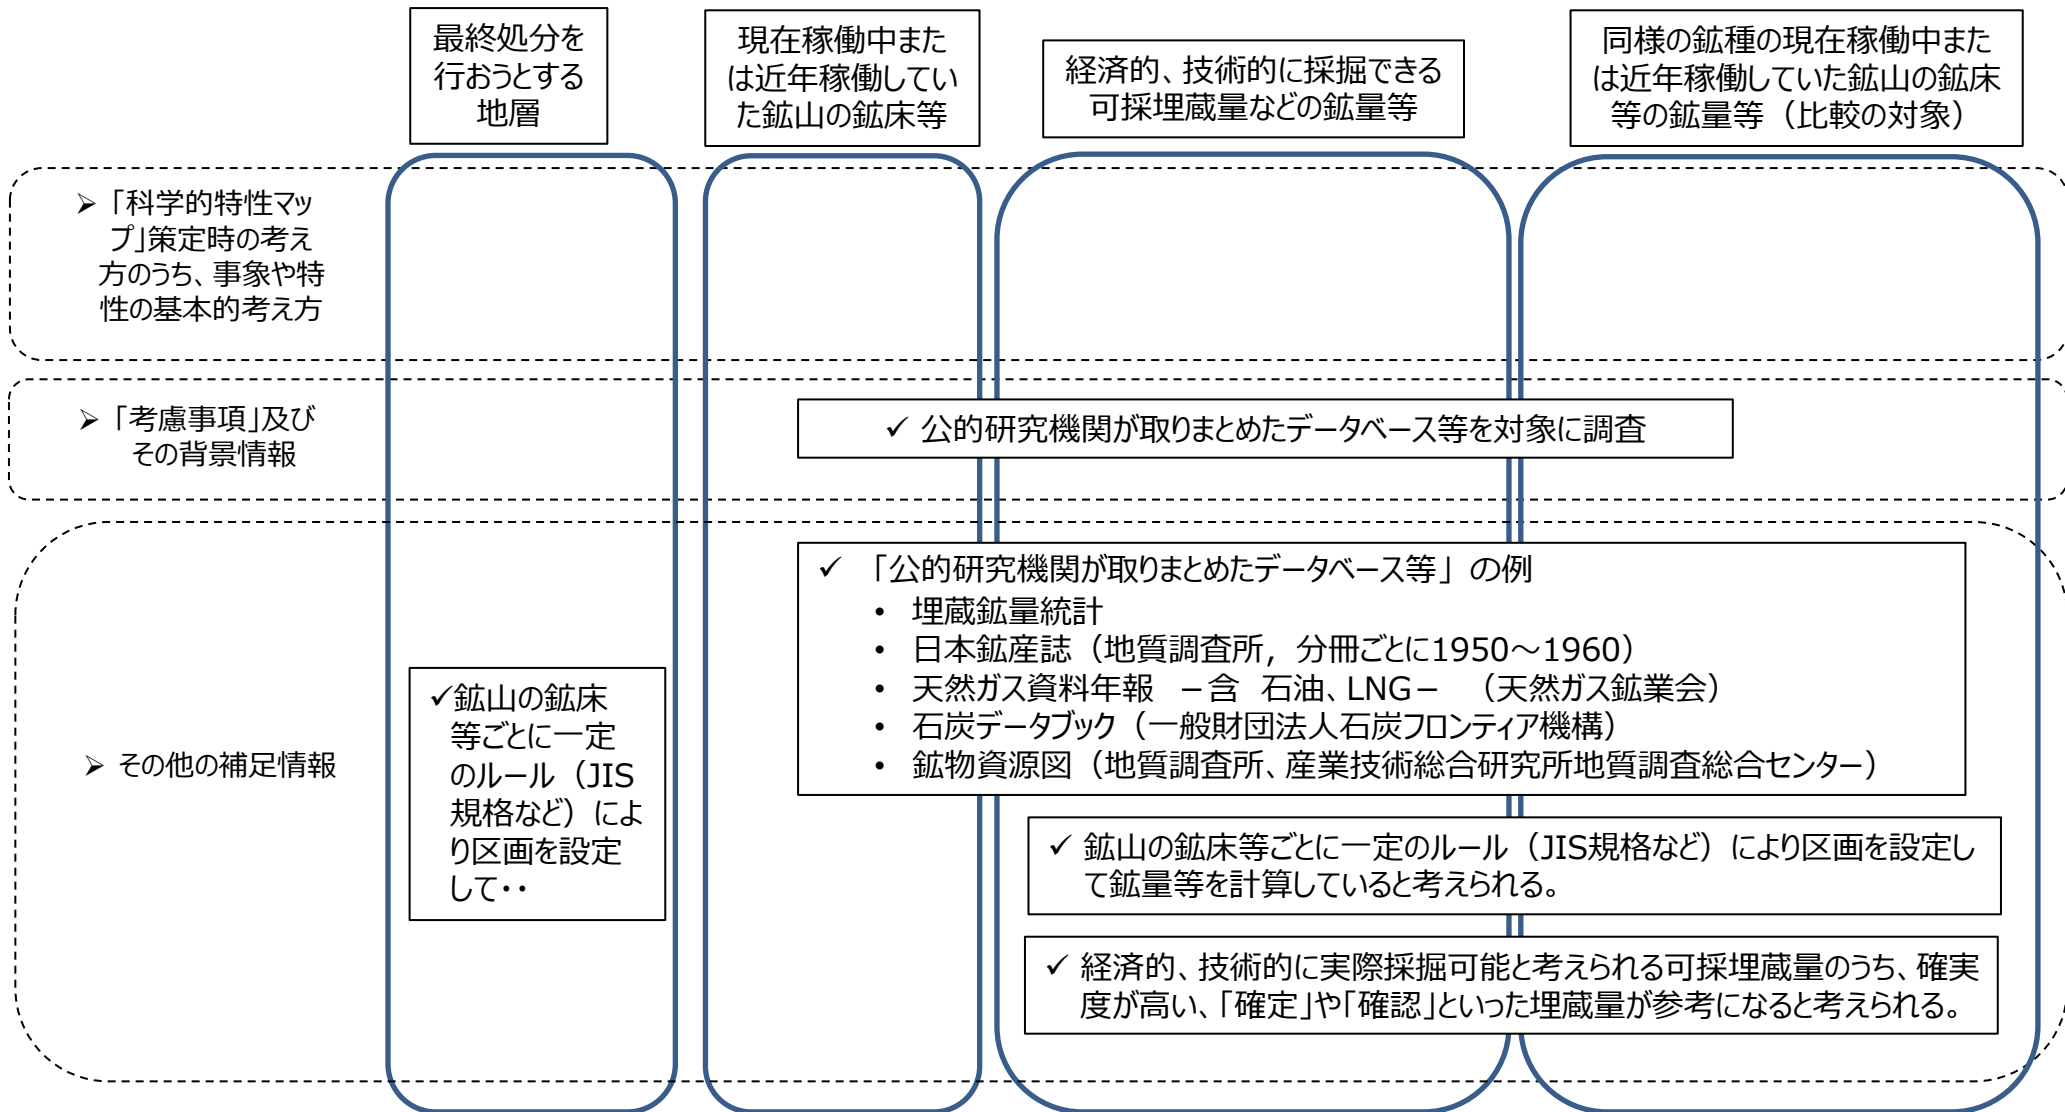 最終処分を
行おうとする
地層
現在稼働中また
は近年稼働してい
た鉱山の鉱床等
経済的、技術的に採掘できる
可採埋蔵量などの鉱量等
同様の鉱種の現在稼働中また
は近年稼働していた鉱山の鉱床
等の鉱量等（比較の対象）
➢ 「科学的特性マッ
プ」策定時の考え
方のうち、事象や特
性の基本的考え方
➢ 「考慮事項」及び
その背景情報
✓ 公的研究機関が取りまとめたデータベース等を対象に調査
➢ その他の補足情報
✓鉱山の鉱床
等ごとに一定
のルール（JIS
規格など）によ
り区画を設定
して・・
✓ 「公的研究機関が取りまとめたデータベース等」の例
• 埋蔵鉱量統計
• 日本鉱産誌（地質調査所，分冊ごとに1950～1960）
• 天然ガス資料年報 －含 石油、LNG－ （天然ガス鉱業会）
• 石炭データブック（一般財団法人石炭フロンティア機構）
• 鉱物資源図（地質調査所、産業技術総合研究所地質調査総合センター）
✓ 鉱山の鉱床等ごとに一定のルール（JIS規格など）により区画を設定し
て鉱量等を計算していると考えられる。
✓ 経済的、技術的に実際採掘可能と考えられる可採埋蔵量のうち、確実
度が高い、「確定」や「確認」といった埋蔵量が参考になると考えられる。